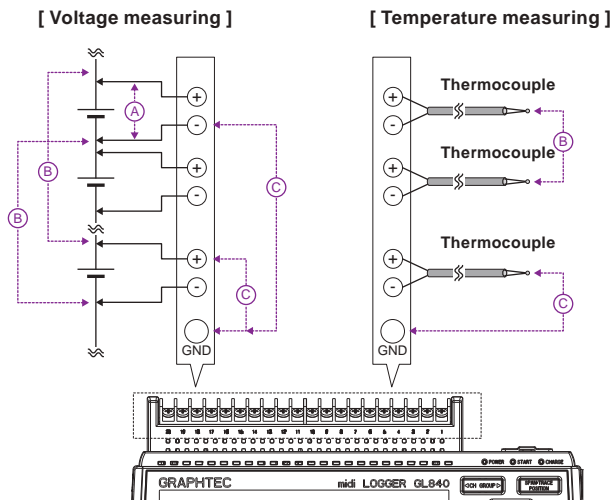 [ Voltage measuring ] [ Temperature measuring ]
+ Thermocouple
A
- B
C
+ Thermocouple
B
-
B
+ Thermocouple
C
- C
GND GND
POWER START CHARGE
GRAPHTEC midi LOGGER GL840 CH GROUP SPAN/TRACE POSITION